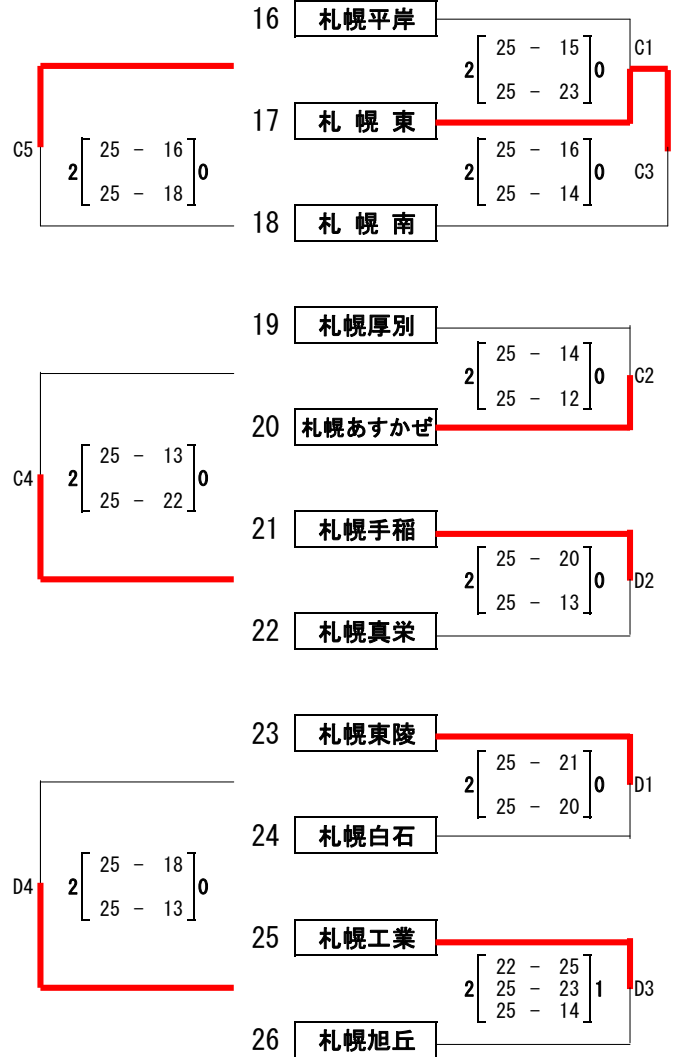 16 札幌平岸
C1
2 25 - 15 0
25 - 23
17 札幌東
C5
2 25 - 16 0
25 - 18
2 25 - 16 0
25 - 14
C3
18 札幌南
19 札幌厚別
2 25 - 14 0
25 - 12
C2
20 札幌あすかぜ
C4
2 25 - 13 0
25 - 22
21 札幌手稲
2 25 - 20 0
25 - 13
D2
22 札幌真栄
23 札幌東陵
2 25 - 21 0
25 - 20
D1
24 札幌白石
D4
2 25 - 18 0
25 - 13
25 札幌工業
22 - 25
2 25 - 23 1
25 - 14
D3
26 札幌旭丘